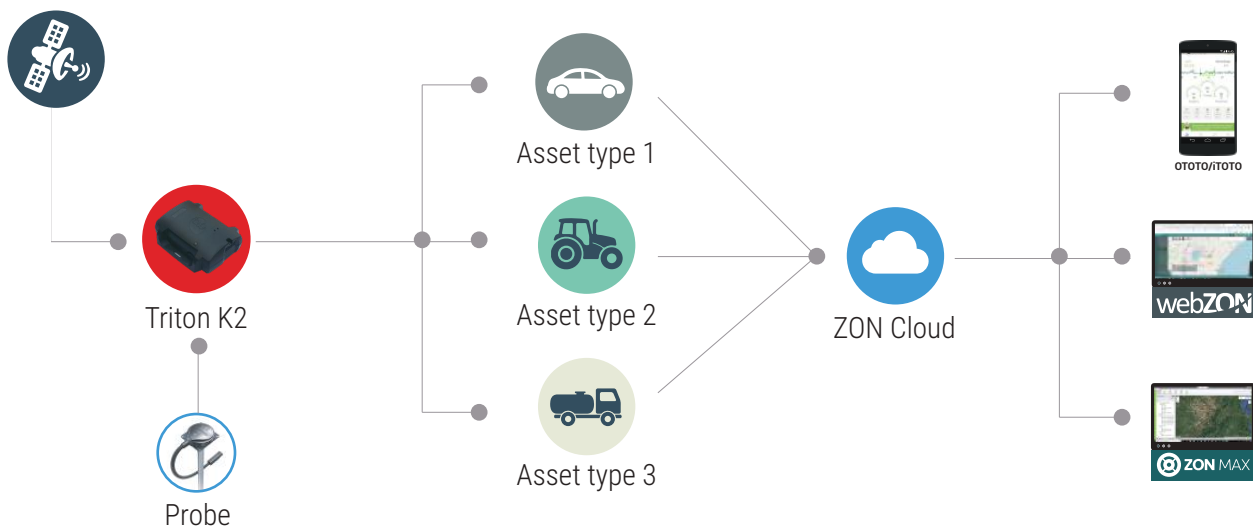 Asset type 1
OTOTO/iTOTO
Triton K2
Asset type 2
ZON Cloud
webZON
Asset type 3
ZON MAX
Probe